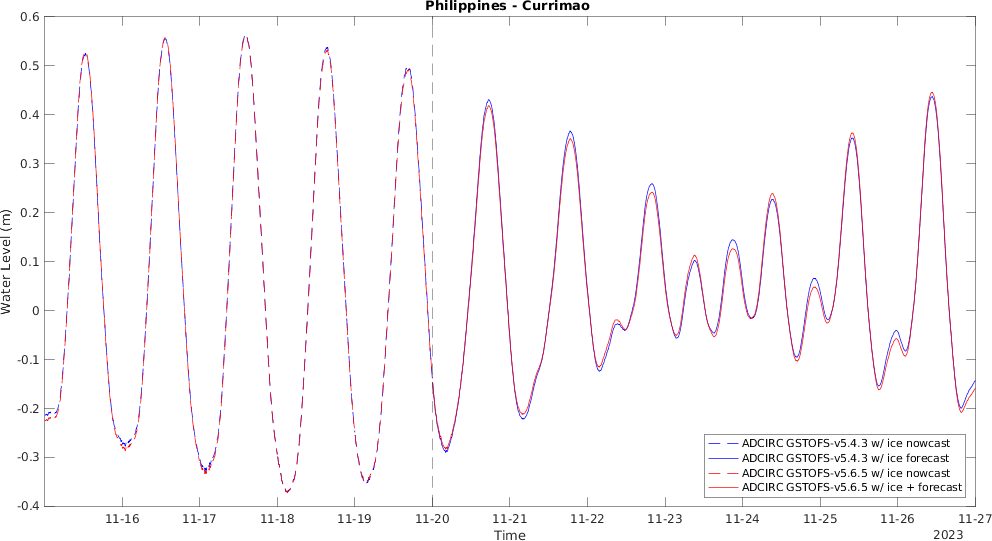 Philippines - Currimao
0.6
0.5
0.4
0.3
0.2
0.1
0
-0.1
-0.2
-0.3
-0.4
Water Level (m)
ADCIRC GSTOFS-v5.4.3 w/ ice nowcast
ADCIRC GSTOFS-v5.4.3 w/ ice forecast
ADCIRC GSTOFS-v5.6.5 w/ ice nowcast
ADCIRC GSTOFS-v5.6.5 w/ ice + forecast
11-16 11-17 11-18 11-19 11-20 11-21 11-22 11-23 11-24 11-25 11-26 11-27
Time
2023